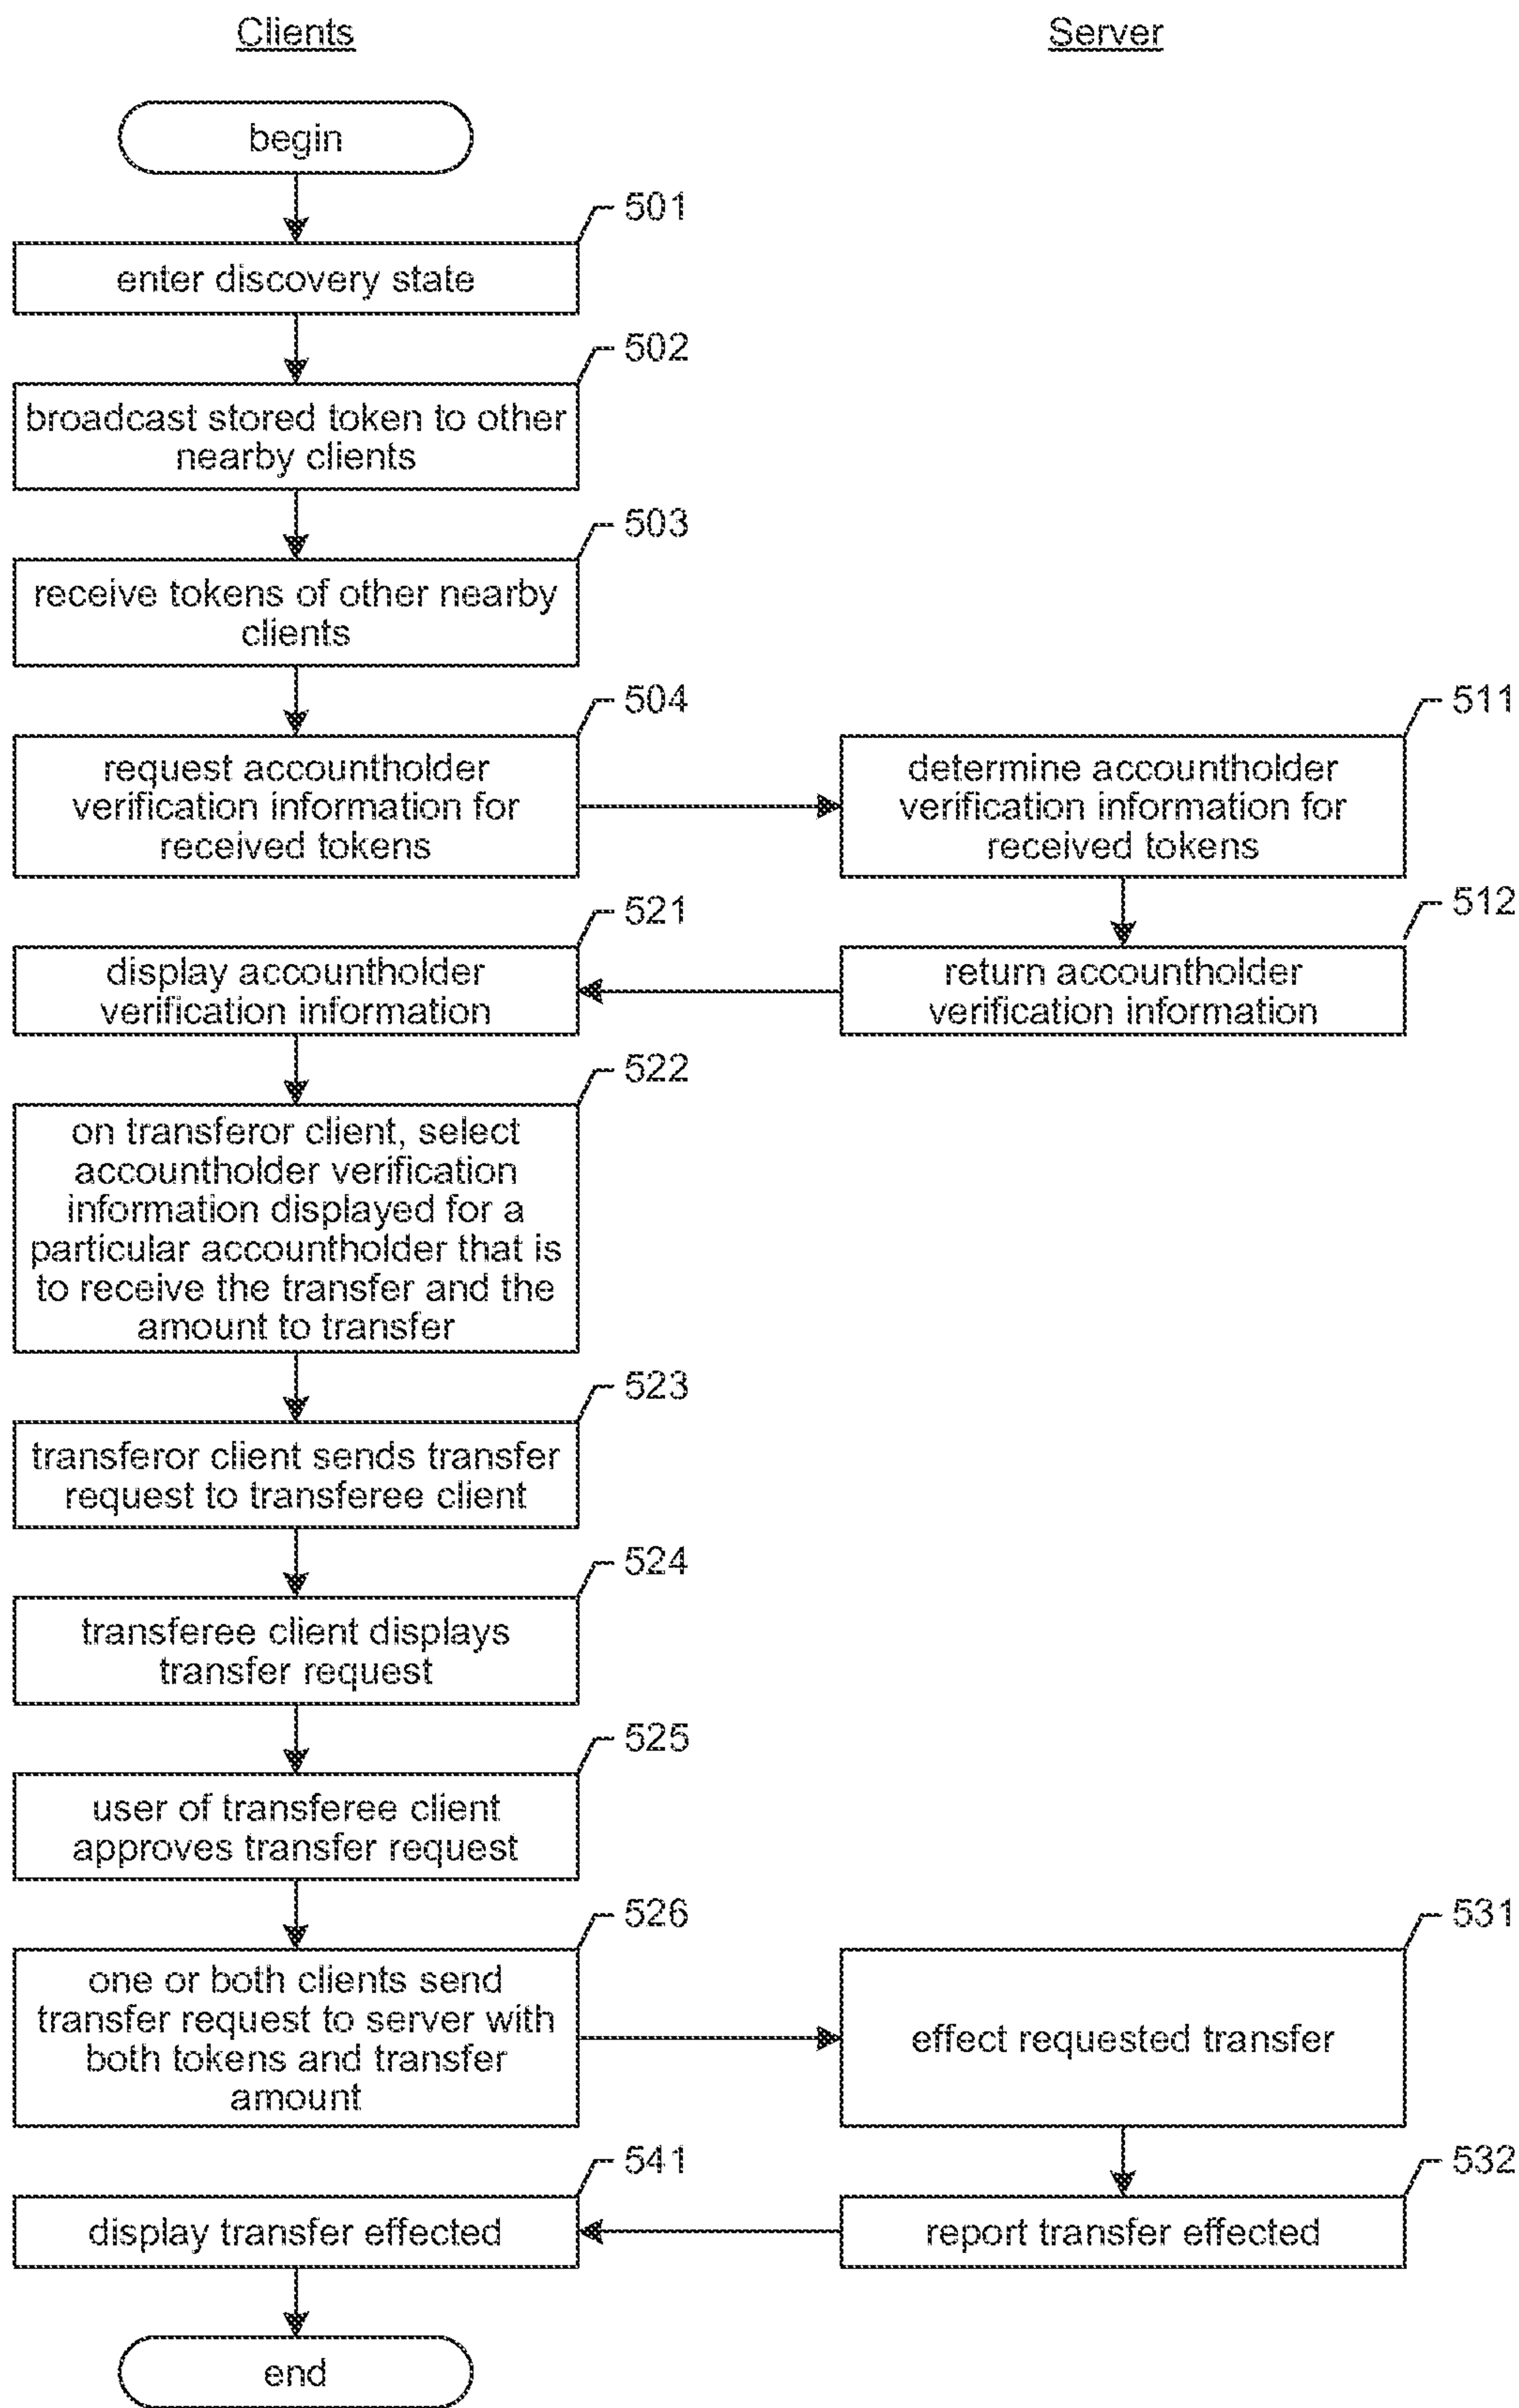 Clients
Server
begin
501
enter discovery state
502
broadcast stored token to other
nearby clients
503
receive tokens of other nearby
clients
504
request accountholder
verification information for
received tokens
511
determine accountholder
verification information for
received tokens
521
display accountholder
verification information
512
return accountholder
verification information
522
on transferor client, select
accountholder verification
information displayed for a
particular accountholder that is
to receive the transfer and the
amount to transfer
523
transferor client sends transfer
request to transferee client
524
transferee client displays
transfer request
525
user of transferee client
approves transfer request
526
one or both clients send
transfer request to server with
both tokens and transfer
amount
531
effect requested transfer
541
display transfer effected
532
report transfer effected
end